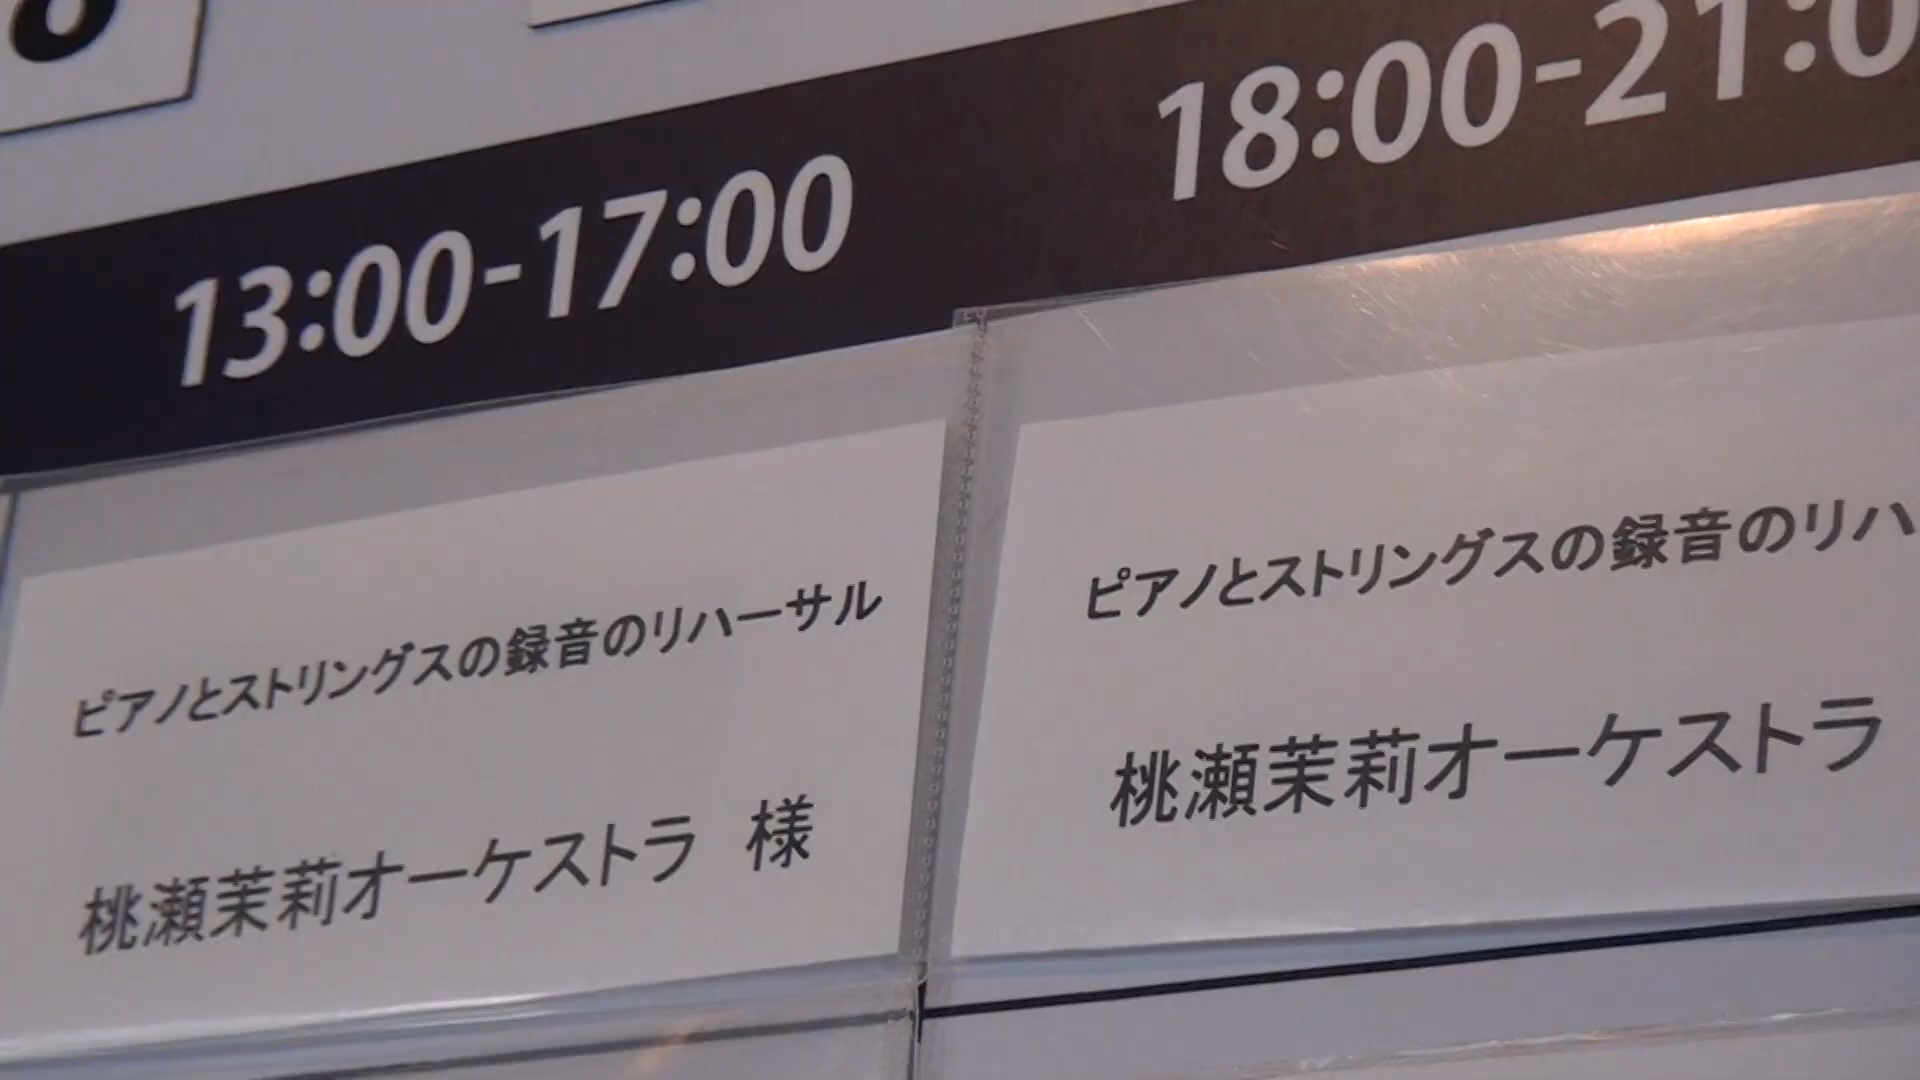 13:00-17:00
18:00-21:0
ピアノとストリングスの録音のリハーサル
桃瀬茉莉オーケストラ 様
ピアノとストリングスの録音のリハ
桃瀬茉莉オーケストラ